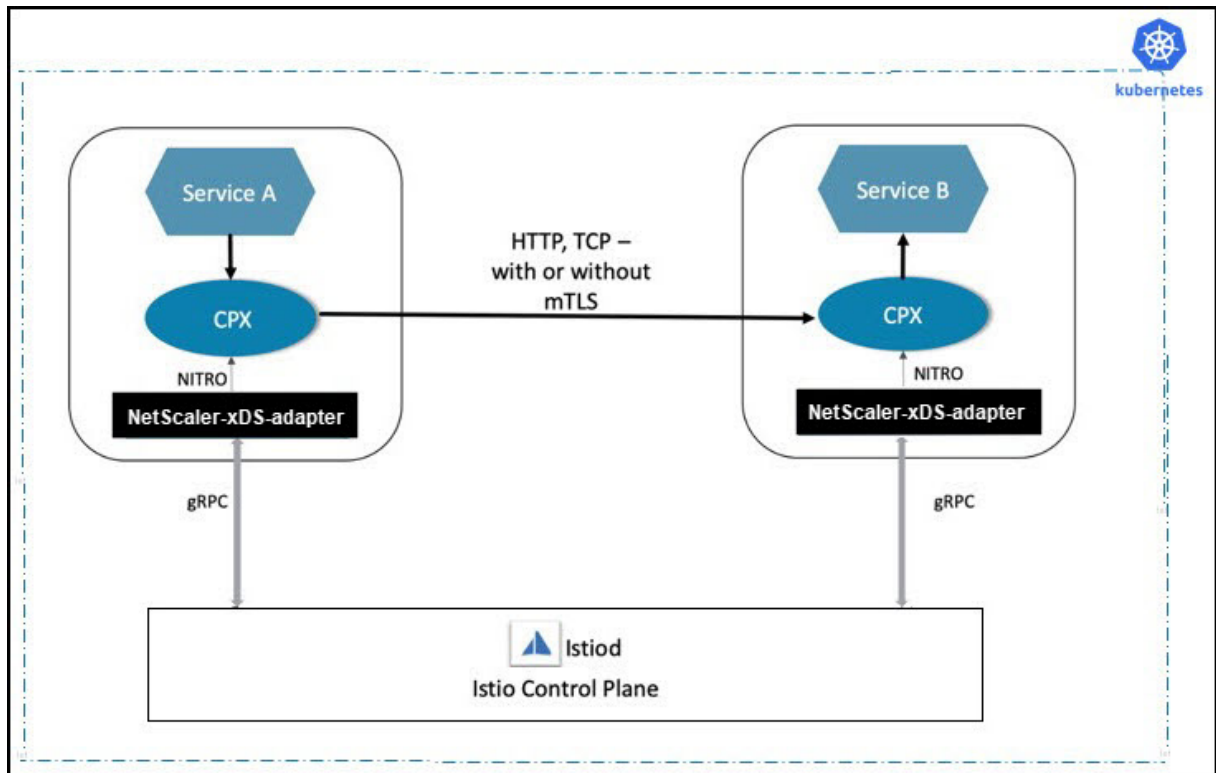 kubernetes
Service A
Service B
HTTP, TCP –
with or without
mTLS
CPX
CPX
NITRO
NITRO
NetScaler-xDS-adapter
NetScaler-xDS-adapter
gRPC
gRPC
Istiod
Istio Control Plane